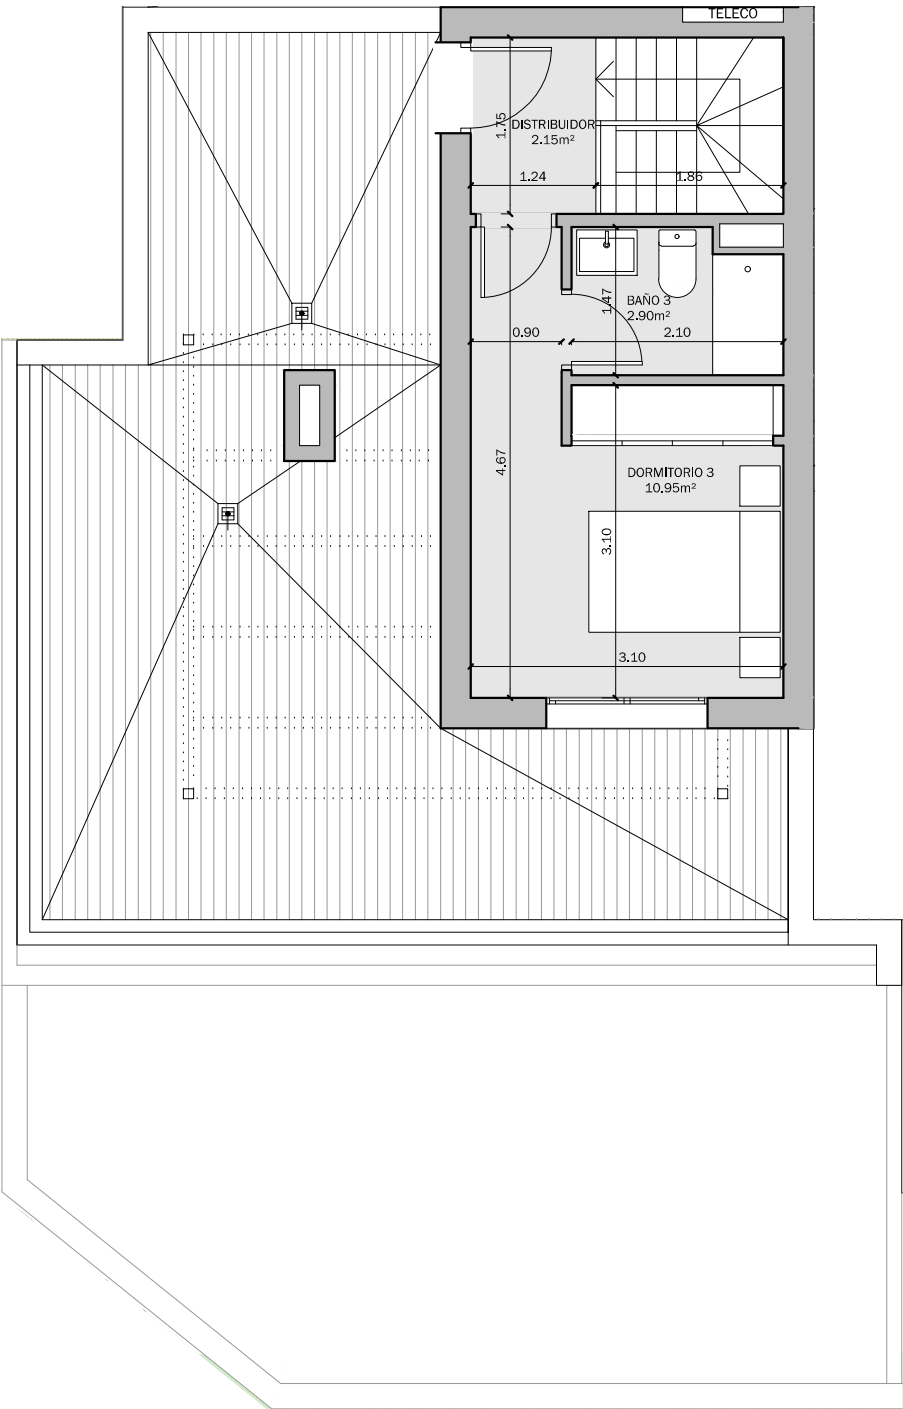 TELECO
1.75
DISTRIBUIDOR
2.15m²
1.24
1.86
1.47
BAÑO 3
2.90m²
0.90
2.10
4.67
DORMITORIO 3
10.95m²
3.10
3.10